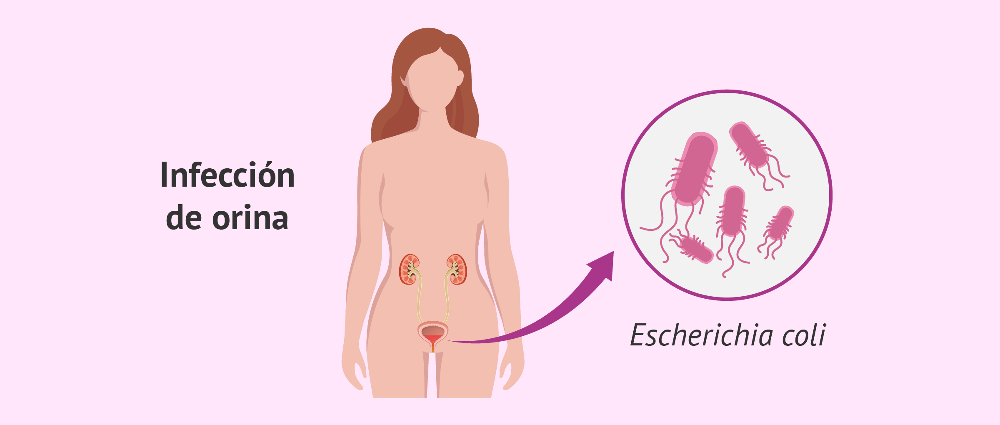 Infección
de orina
Escherichia coli